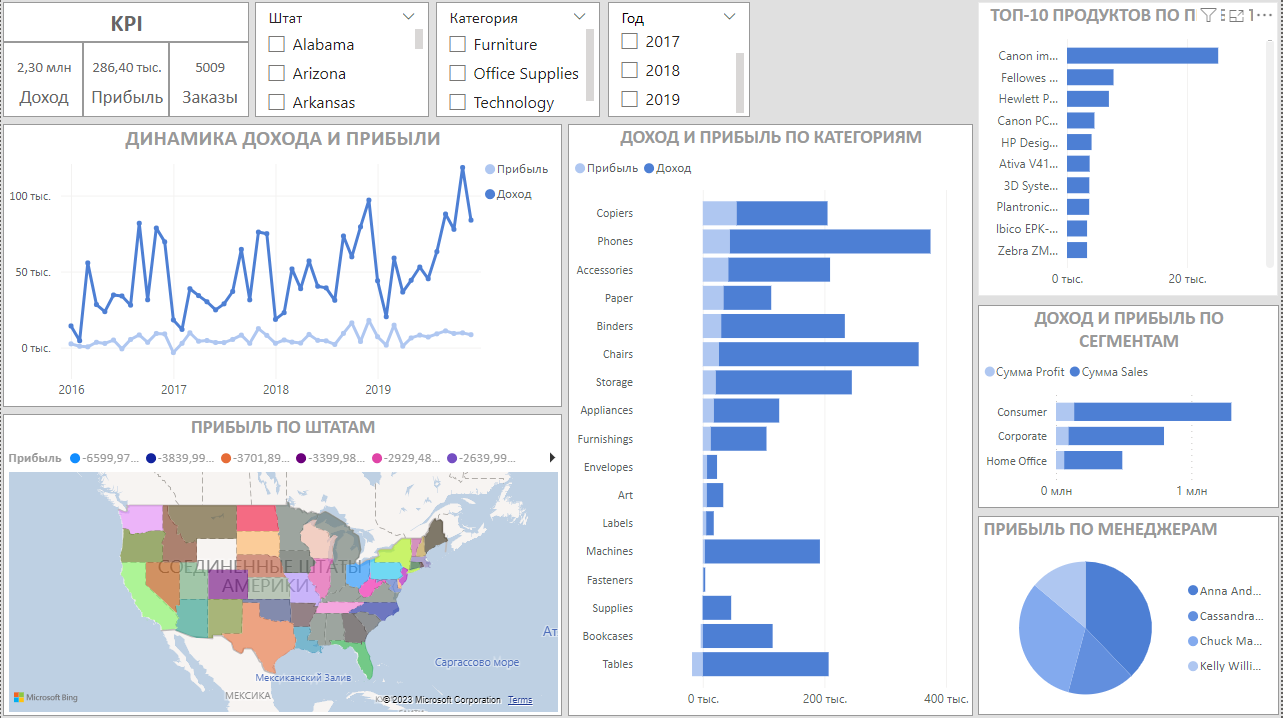 KPI
2,30 млн
Доход
286,40 тыс.
Прибыль
5009
Заказы
Штат
Alabama
Arizona
Arkansas
Категория
Furniture
Office Supplies
Technology
Год
2017
2018
2019
ТОП-10 ПРОДУКТОВ ПО П
Canon im...
Fellowes ...
Hewlett P...
Canon PC...
HP Desig...
Ativa V41...
3D Syste...
Plantronic...
Ibico EPK-...
Zebra ZM...
0 тыс.
20 тыс.
ДИНАМИКА ДОХОДА И ПРИБЫЛИ
Прибыль
Доход
100 тыс.
50 тыс.
0 тыс.
2016
2017
2018
2019
ДОХОД И ПРИБЫЛЬ ПО КАТЕГОРИЯМ
Прибыль
Доход
Copiers
Phones
Accessories
Paper
Binders
Chairs
Storage
Appliances
Furnishings
Envelopes
Art
Labels
Machines
Fasteners
Supplies
Bookcases
Tables
0 тыс.
200 тыс.
400 тыс.
ДОХОД И ПРИБЫЛЬ ПО
СЕГМЕНТАМ
Сумма Profit
Сумма Sales
Consumer
Corporate
Home Office
0 млн
1 млн
ПРИБЫЛЬ ПО ШТАТАМ
Прибыль
-6599,97...
-3839,99...
-3701,89...
-3399,98...
-2929,48...
-2639,99...
СОЕДИНЕННЫЕ ШТАТЫ
АМЕРИКИ
Ат
Саргассово море
Мексиканский Залив
МЕКСИКА
Microsoft Bing
© 2023 Microsoft Corporation
Terms
ПРИБЫЛЬ ПО МЕНЕДЖЕРАМ
Anna And...
Cassandra...
Chuck Ma...
Kelly Willi...